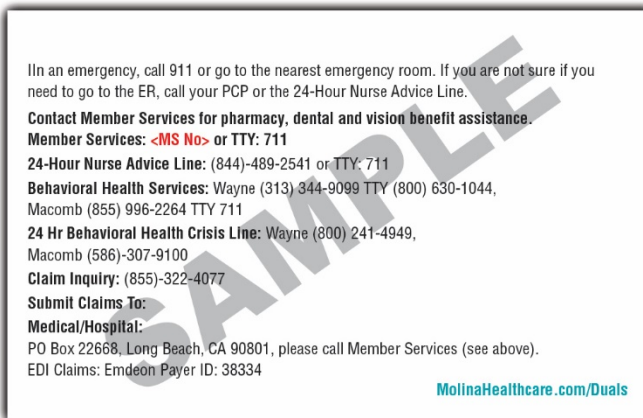 IIn an emergency, call 911 or go to the nearest emergency room. If you are not sure if you
need to go to the ER, call your PCP or the 24-Hour Nurse Advice Line.
Contact Member Services for pharmacy, dental and vision benefit assistance.
Member Services: <MS No> or TTY: 711
24-Hour Nurse Advice Line: (844)-489-2541 or TTY: 711
Behavioral Health Services: Wayne (313) 344-9099 TTY (800) 630-1044,
Macomb (855) 996-2264 TTY 711
24 Hr Behavioral Health Crisis Line: Wayne (800) 241-4949,
Macomb (586)-307-9100
Claim Inquiry: (855)-322-4077
Submit Claims To:
Medical/Hospital:
PO Box 22668, Long Beach, CA 90801, please call Member Services (see above).
EDI Claims: Emdeon Payer ID: 38334
MolinaHealthcare.com/Duals
SAMPLE